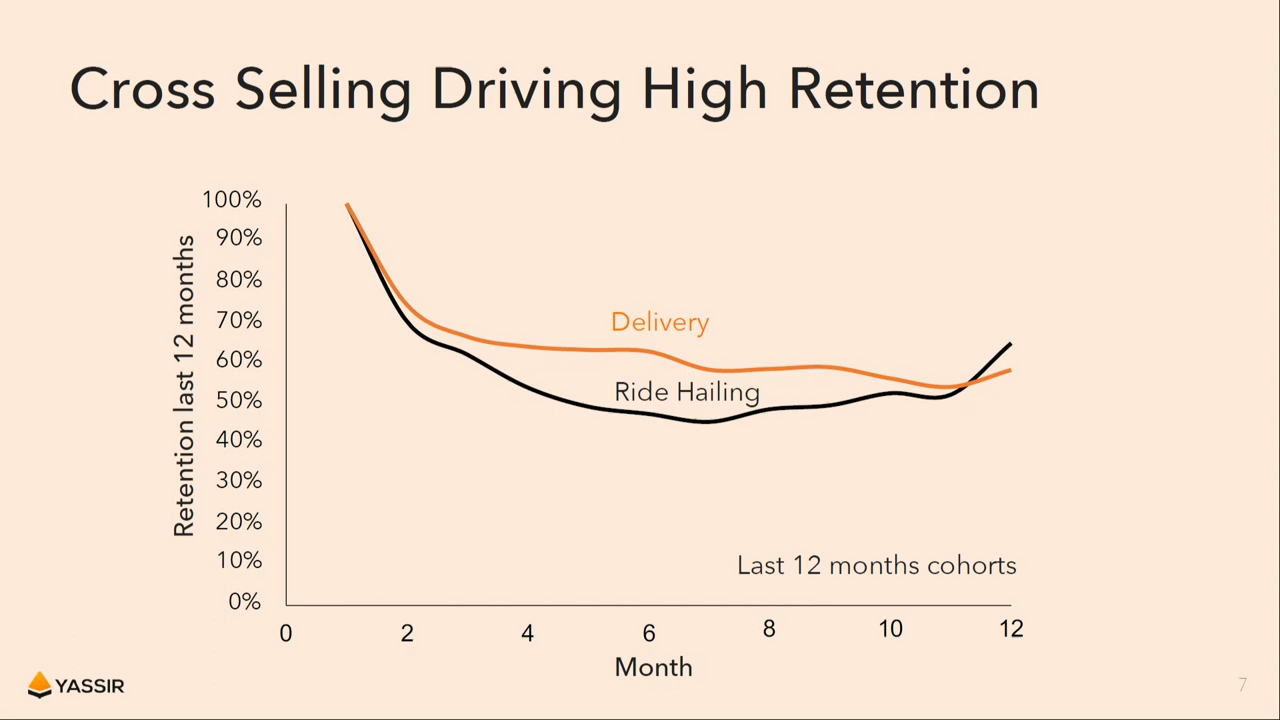 Cross Selling Driving High Retention
Retention last 12 months
100%
90%
80%
70%
60%
50%
40%
30%
20%
10%
0%
Delivery
Ride Hailing
Last 12 months cohorts
0 2 4 6 8 10 12
Month
YASSIR
7